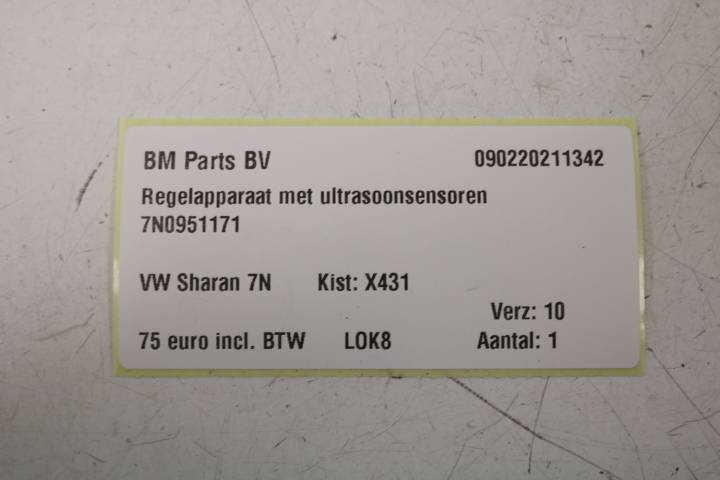 BM Parts BV 090220211342
Regelapparaat met ultrasoonsensoren
7N0951171
VW Sharan 7N Kist: X431
Verz: 10
75 euro incl. BTW LOK8 Aantal: 1